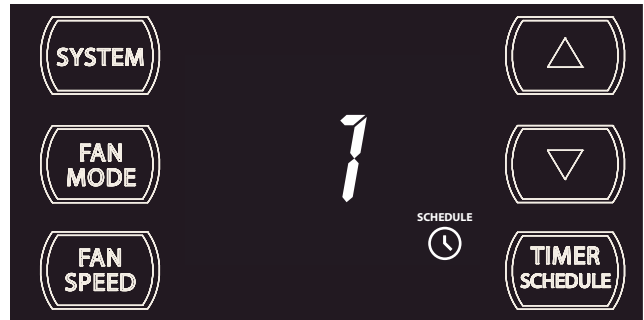 SYSTEM
FAN
MODE
7
SCHEDULE
FAN
SPEED
TIMER
SCHEDULE